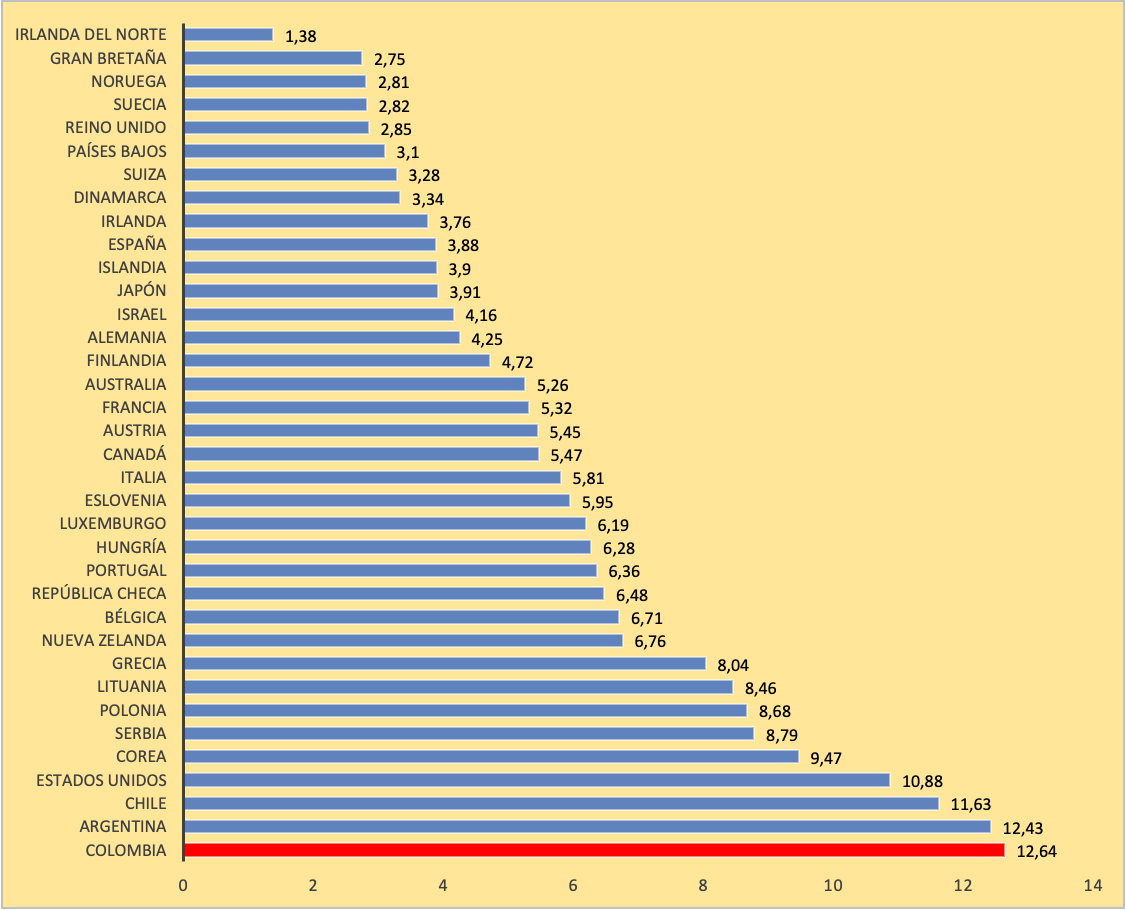 IRLANDA DEL NORTE 1,38
GRAN BRETAÑA 2,75
NORUEGA 2,81
SUECIA 2,82
REINO UNIDO 2,85
PAÍSES BAJOS 3,1
SUIZA 3,28
DINAMARCA 3,34
IRLANDA 3,76
ESPAÑA 3,88
ISLANDIA 3,9
JAPÓN 3,91
ISRAEL 4,16
ALEMANIA 4,25
FINLANDIA 4,72
AUSTRALIA 5,26
FRANCIA 5,32
AUSTRIA 5,45
CANADÁ 5,47
ITALIA 5,81
ESLOVENIA 5,95
LUXEMBURGO 6,19
HUNGRÍA 6,28
PORTUGAL 6,36
REPÚBLICA CHECA 6,48
BÉLGICA 6,71
NUEVA ZELANDA 6,76
GRECIA 8,04
LITUANIA 8,46
POLONIA 8,68
SERBIA 8,79
COREA 9,47
ESTADOS UNIDOS 10,88
CHILE 11,63
ARGENTINA 12,43
COLOMBIA 12,64
0 2 4 6 8 10 12 14